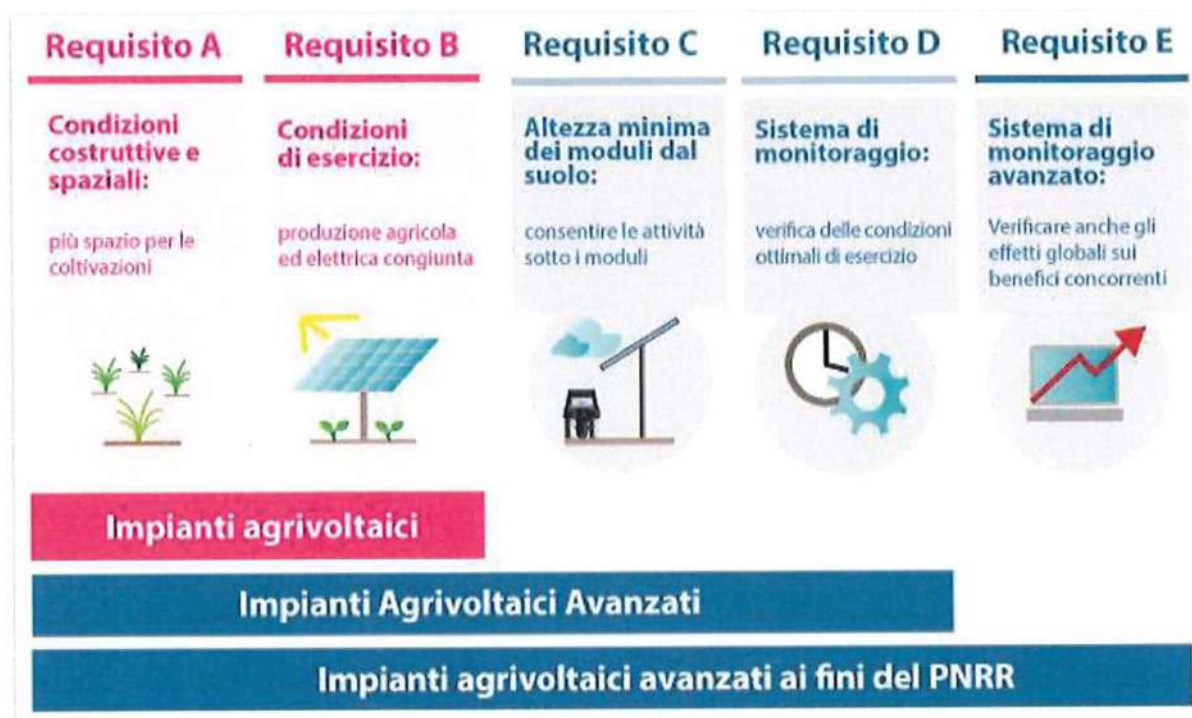 Requisito A
Requisito B
Requisito C
Requisito D
Requisito E
Condizioni
costruttive e
spaziali:
più spazio per le
coltivazioni
Condizioni
di esercizio:
produzione agricola
ed elettrica congiunta
Altezza minima
dei moduli dal
suolo:
consentire le attività
sotto i moduli
Sistema di
monitoraggio:
verifica delle condizioni
ottimali di esercizio
Sistema di
monitoraggio
avanzato:
Verificare anche gli
effetti globali sui
benefici concorrenti
Impianti agrivoltaici
Impianti Agrivoltaici Avanzati
Impianti agrivoltaici avanzati ai fini del PNRR